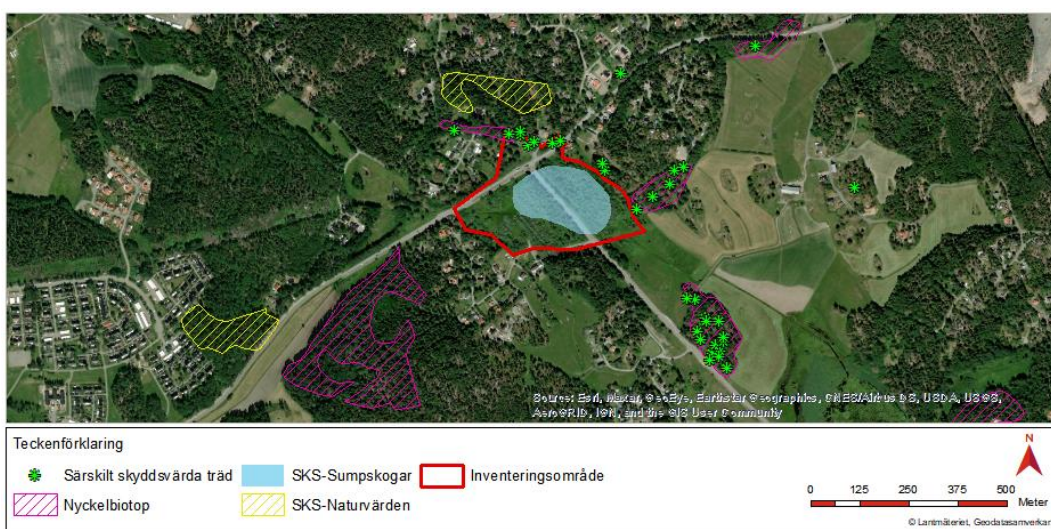 Source: Esri, Maxar, GeoEye, Earthstar Geographics, CNES/Airbus DS, USDA, USGS,
AeroGRID, IGN, and the GIS User Community
Teckenförklaring
Särskilt skyddsvärda träd
SKS-Sumpskogar
Inventeringsområde
Nyckelbiotop
SKS-Naturvärden
N
0 125 250 375 500
Meter
© Lantmäteriet, Geodatasamverkan